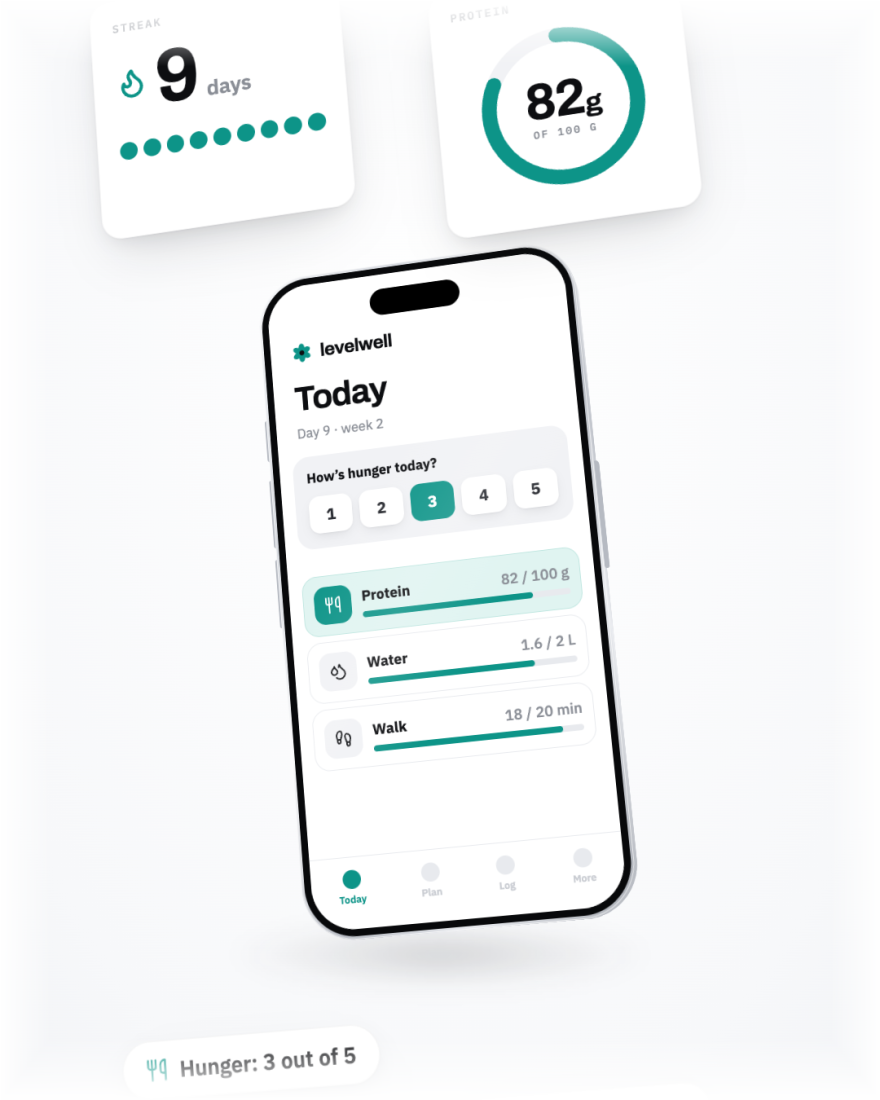 STREAK
9 days
PROTEIN
82g
OF 100 G
levelwell
Today
Day 9 · week 2
How's hunger today?
1 2 3 4 5
Protein 82 / 100 g
Water 1.6 / 2 L
Walk 18 / 20 min
Today Plan Log More
Hunger: 3 out of 5